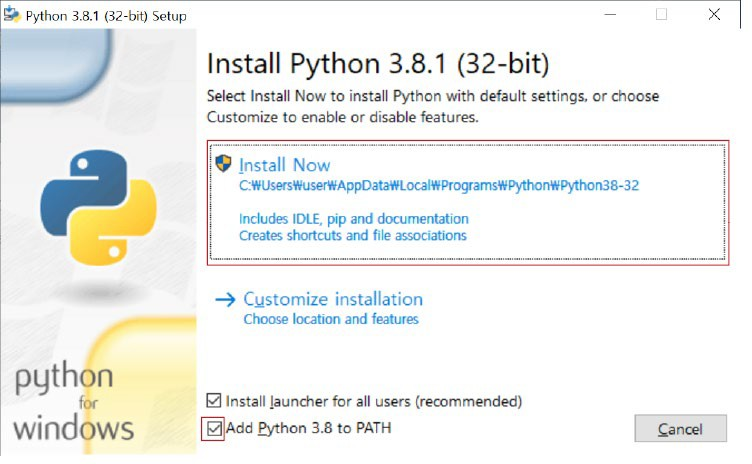 Python 3.8.1 (32-bit) Setup
Install Python 3.8.1 (32-bit)
Select Install Now to install Python with default settings, or choose
Customize to enable or disable features.
Install Now
C:₩Users₩user₩AppData₩Local₩Programs₩Python₩Python38-32
Includes IDLE, pip and documentation
Creates shortcuts and file associations
Customize installation
Choose location and features
python
for
windows
Install launcher for all users (recommended)
Add Python 3.8 to PATH
Cancel